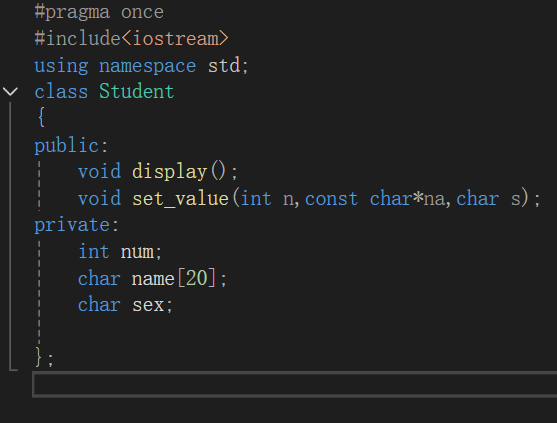 #pragma once
#include<iostream>
using namespace std;
class Student
{
public:
    void display();
    void set_value(int n,const char*na,char s);
private:
    int num;
    char name[20];
    char sex;
};